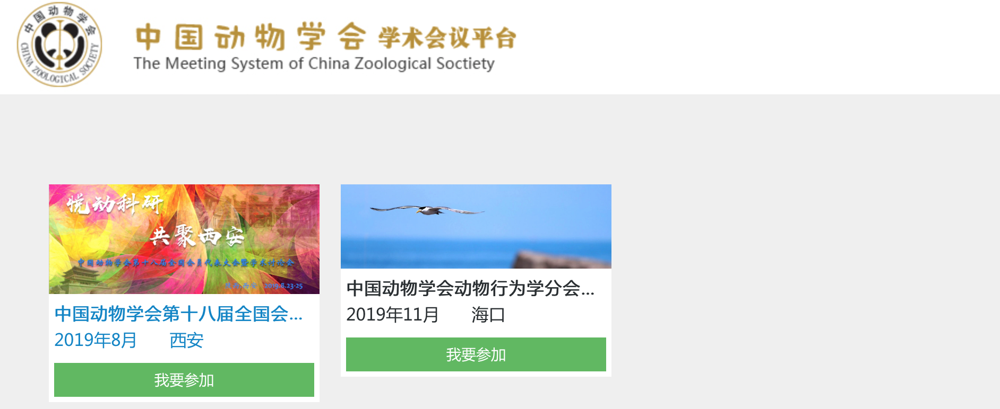 中国动物学会
CHINA ZOOLOGICAL SOCIETY
中国动物学会 学术会议平台
The Meeting System of China Zoological Soctiety
悦动科研
共聚西安
中国动物学会第十八届全国会员代表大会暨学术讨论会
陕西,西安 2019.8.23-25
中国动物学会第十八届全国会...
2019年8月 西安
我要参加
中国动物学会动物行为学分会...
2019年11月 海口
我要参加